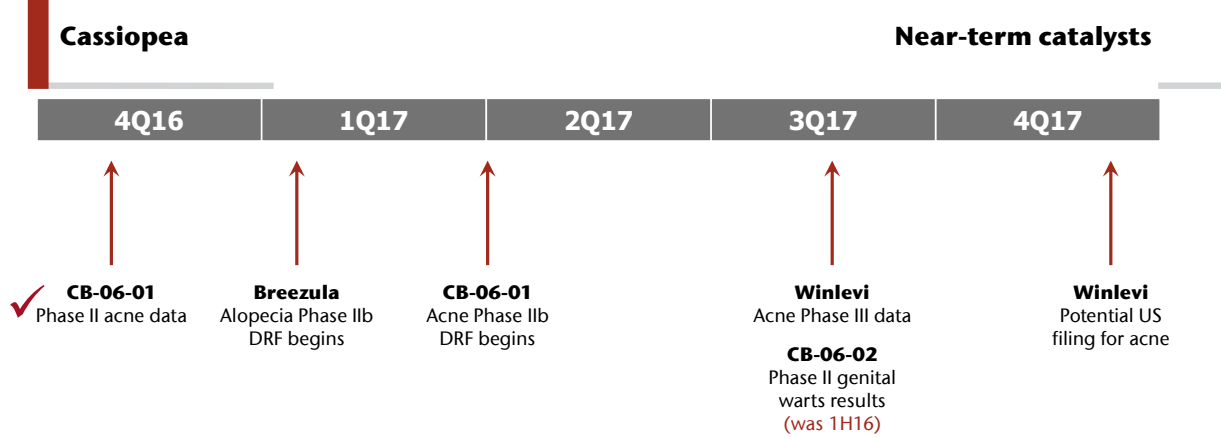 Cassiopea
Near-term catalysts
4Q16
1Q17
2Q17
3Q17
4Q17
CB-06-01
Phase II acne data
Breezula
Alopecia Phase IIb
DRF begins
CB-06-01
Acne Phase IIb
DRF begins
Winlevi
Acne Phase III data
CB-06-02
Phase II genital
warts results
(was 1H16)
Winlevi
Potential US
filing for acne